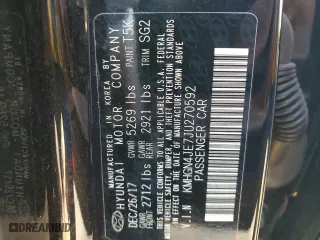 MADE IN KOREA BY
HYUNDAI MOTOR COMPANY
PAINT T5K
DEC/26/17 GVWR 5269 lbs TRIM SG2
GAWR FRONT 2712 lbs GAWR REAR 2921 lbs
THIS VEHICLE CONFORMS TO ALL APPLICABLE U.S.A. FEDERAL
MOTOR VEHICLE SAFETY, BUMPER, AND THEFT PREVENTION
STANDARDS IN EFFECT ON THE DATE OF MANUFACTURE
SHOWN ABOVE.
V.I.N KMHGN4JE7JU270592
PASSENGER CAR